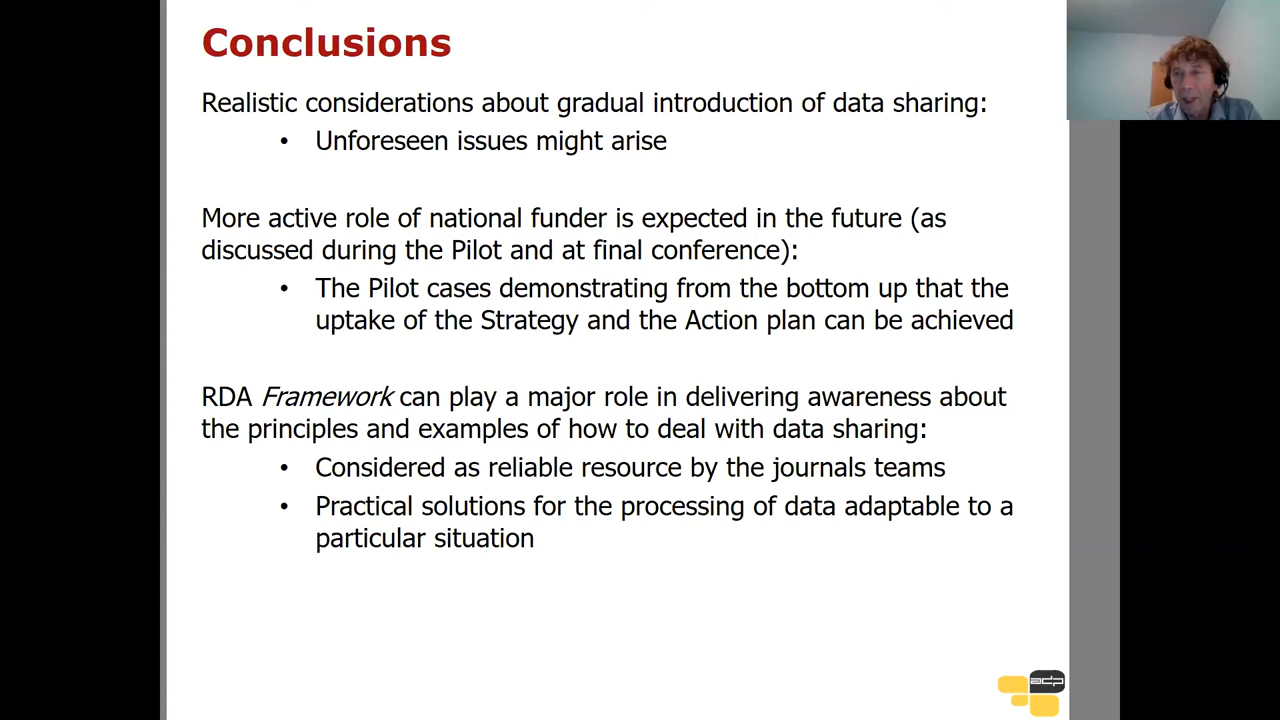 Conclusions
Realistic considerations about gradual introduction of data sharing:
• Unforeseen issues might arise
More active role of national funder is expected in the future (as
discussed during the Pilot and at final conference):
• The Pilot cases demonstrating from the bottom up that the
uptake of the Strategy and the Action plan can be achieved
RDA Framework can play a major role in delivering awareness about
the principles and examples of how to deal with data sharing:
• Considered as reliable resource by the journals teams
• Practical solutions for the processing of data adaptable to a
particular situation
adp